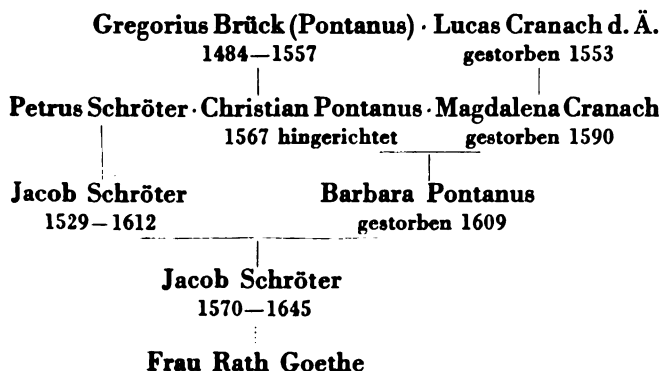 Gregorius Brück (Pontanus) · Lucas Cranach d. Ä.
1484—1557 gestorben 1553
Petrus Schröter · Christian Pontanus · Magdalena Cranach
1567 hingerichtet gestorben 1590
Jacob Schröter Barbara Pontanus
1529—1612 gestorben 1609
Jacob Schröter
1570—1645
Frau Rath Goethe